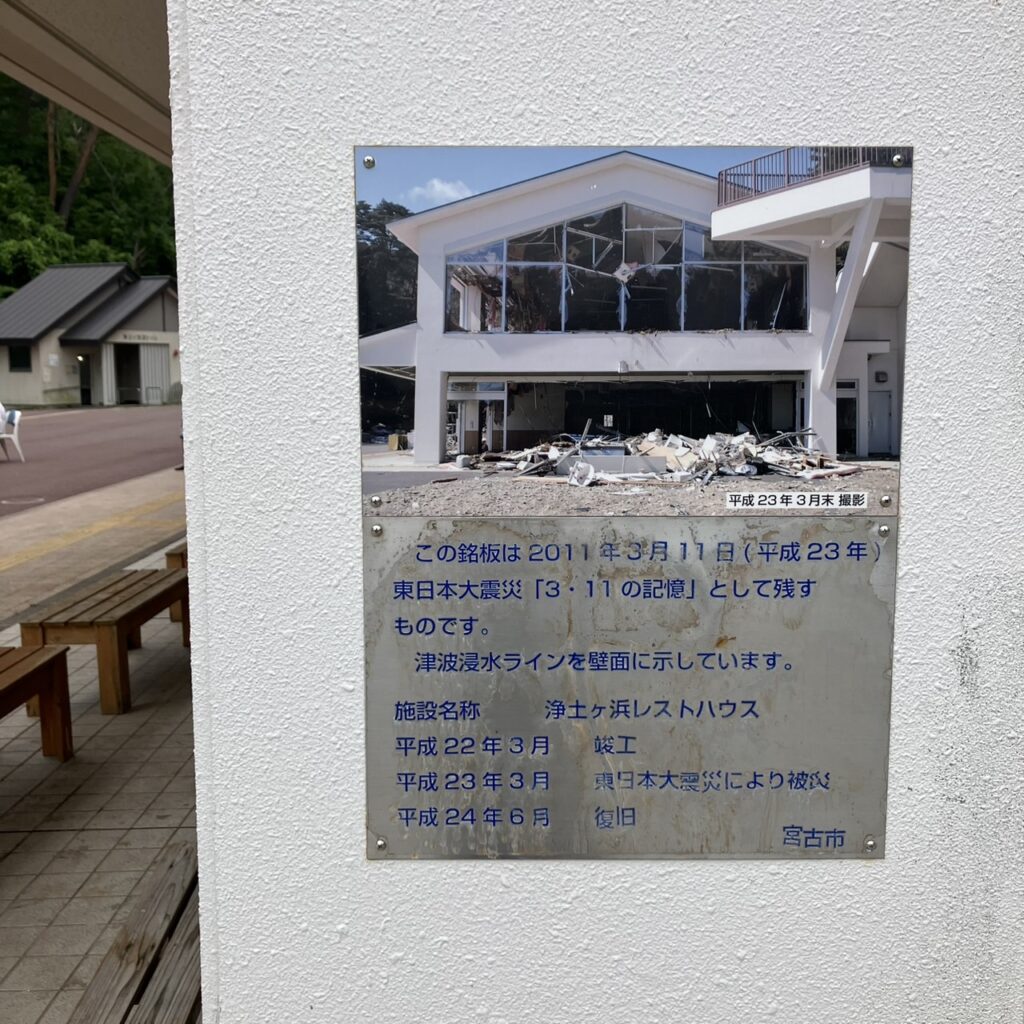 平成23年3月末 撮影
この銘板は2011年3月11日(平成23年)
東日本大震災「3・11の記憶」として残す
ものです。
津波浸水ラインを壁面に示しています。
施設名称 浄土ヶ浜レストハウス
平成22年3月 竣工
平成23年3月 東日本大震災により被災
平成24年6月 復旧
宮古市